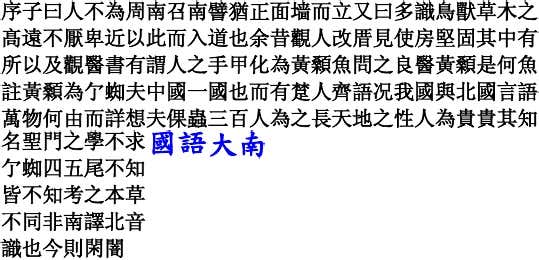 序子曰人不為周南召南譬猶正面墻而立又曰多識鳥獸草木之
髙遠不厭卑近以此而入道也余昔觀人改厝見使房堅固其中有
所以及觀醫書有謂人之手甲化為黃顙魚問之良醫黃顙是何魚
註黃顙為亇蜘夫中國一國也而有楚人齊語况我國與北國言語
萬物何由而詳想夫倮蟲三百人為之長天地之性人為貴貴其知
名聖門之學不求 國語大南
亇蜘四五尾不知
皆不知考之本草
不同非南譯北音
識也今則閑闍